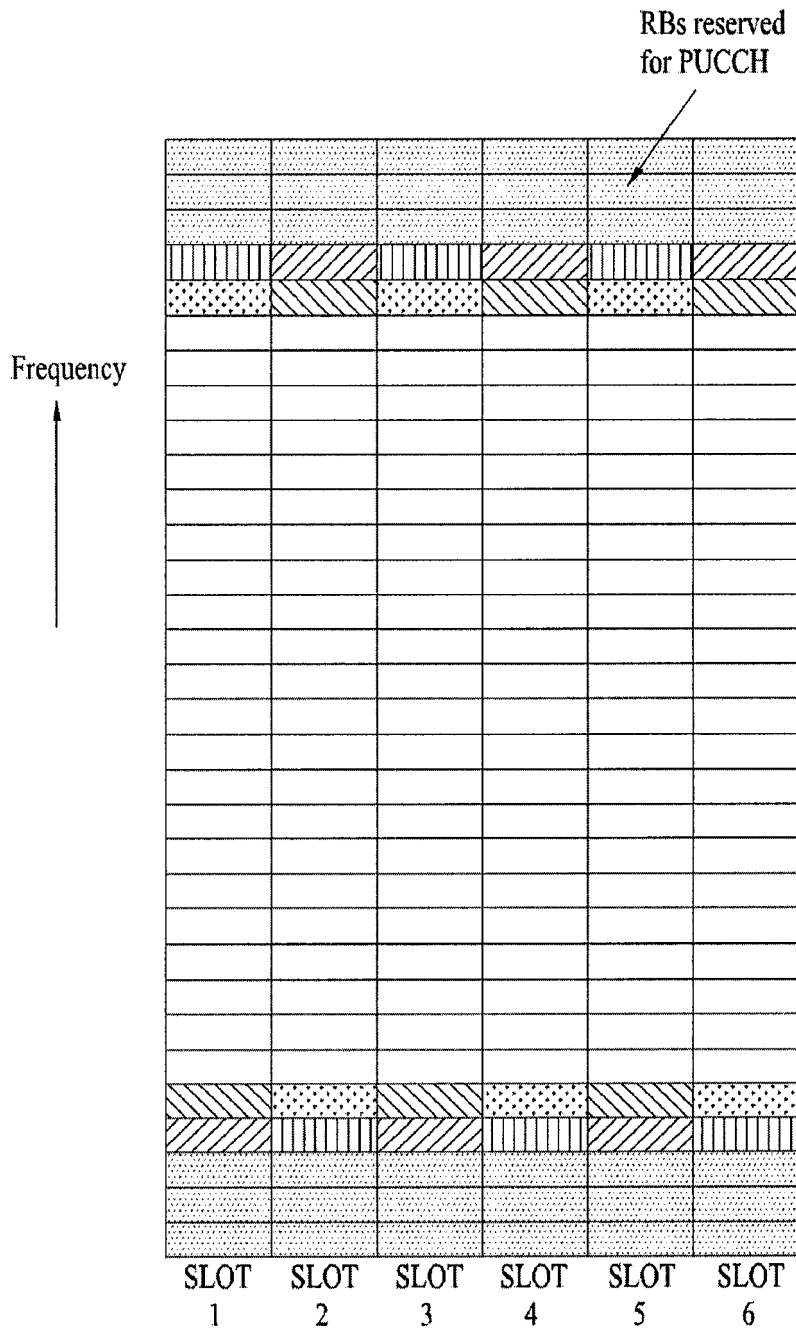 RBs reserved
for PUCCH
Frequency
SLOT SLOT SLOT SLOT SLOT SLOT
1 2 3 4 5 6